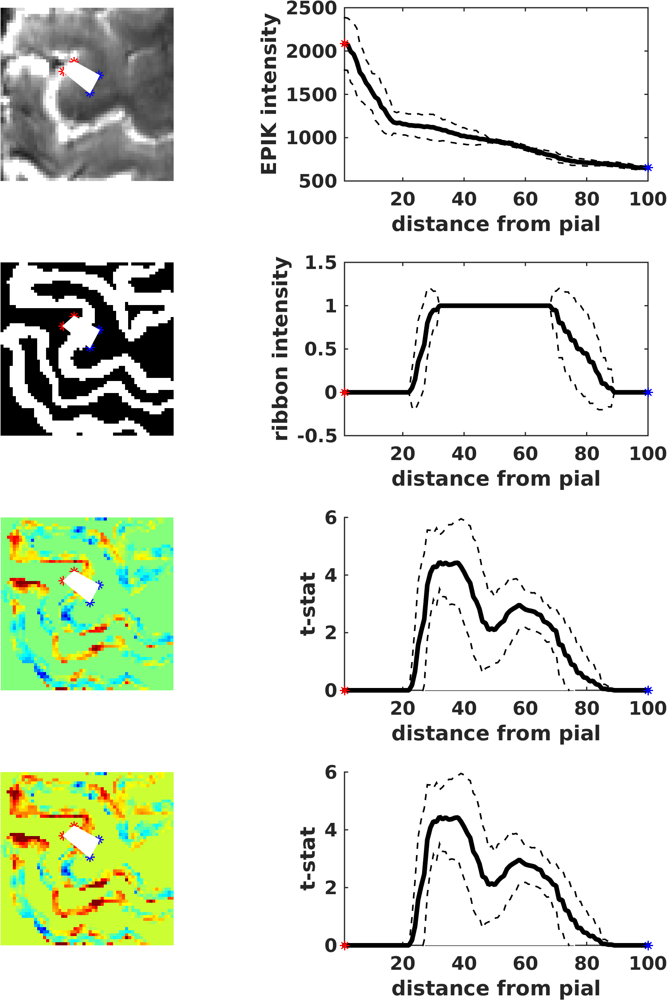 2500
2000
1500
1000
500
EPIK intensity
20 40 60 80 100
distance from pial
1.5
1
0.5
0
-0.5
ribbon intensity
20 40 60 80 100
distance from pial
6
4
2
0
t-stat
20 40 60 80 100
distance from pial
6
4
2
0
t-stat
20 40 60 80 100
distance from pial